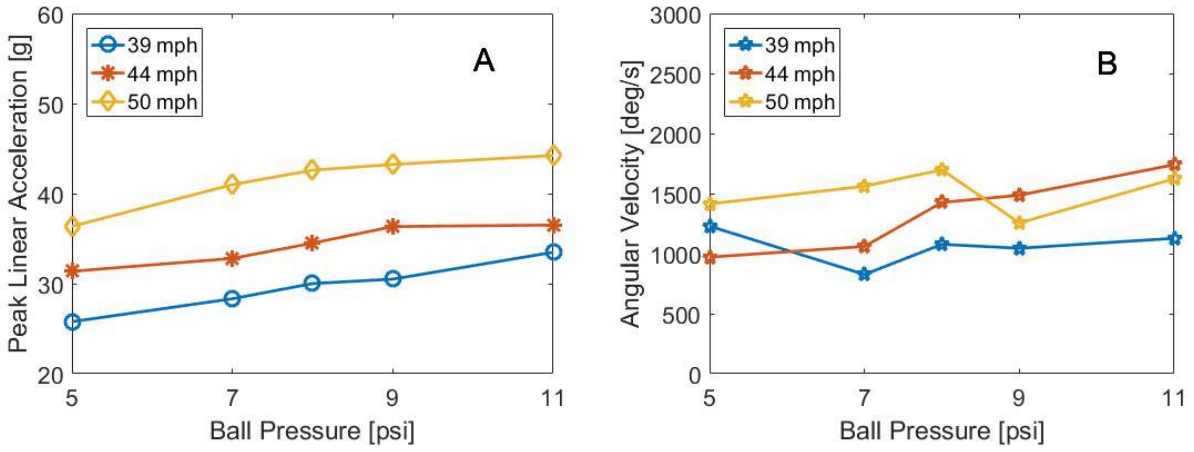 60
50
40
30
20
Peak Linear Acceleration [g]
39 mph
44 mph
50 mph
A
5
7
9
11
Ball Pressure [psi]
3000
2500
2000
1500
1000
500
0
Angular Velocity [deg/s]
39 mph
44 mph
50 mph
B
5
7
9
11
Ball Pressure [psi]